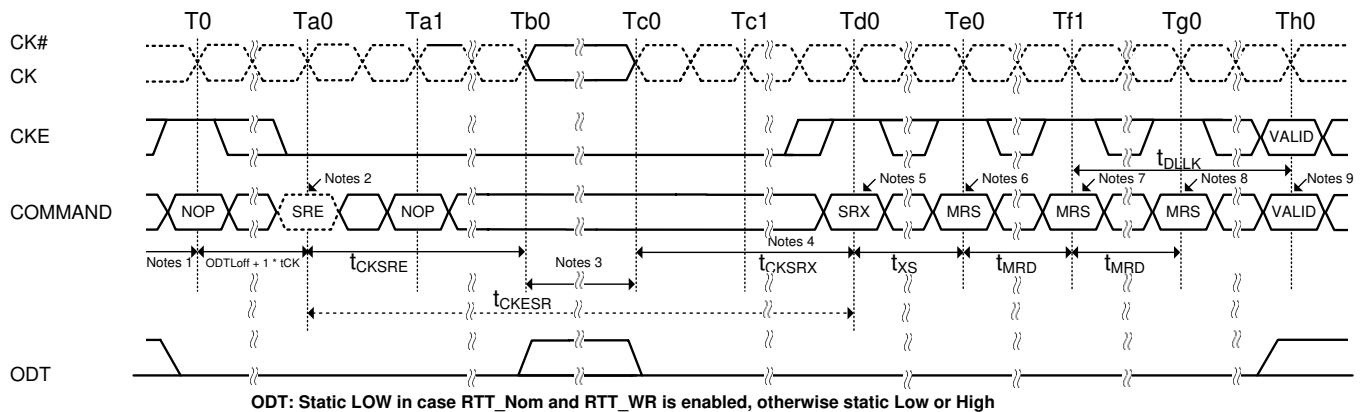 T0 Ta0 Ta1 Tb0 Tc0 Tc1 Td0 Te0 Tf1 Tg0 Th0
CK#
CK
CKE
VALID
tDLLK
Notes 2 Notes 5 Notes 6 Notes 7 Notes 8 Notes 9
COMMAND
NOP SRE NOP SRX MRS MRS MRS VALID
Notes 1 ODTLoff + 1 * tCK tCKSRE Notes 3 Notes 4 tCKSRX tXS tMRD tMRD
tCKESR
ODT
ODT: Static LOW in case RTT_Nom and RTT_WR is enabled, otherwise static Low or High